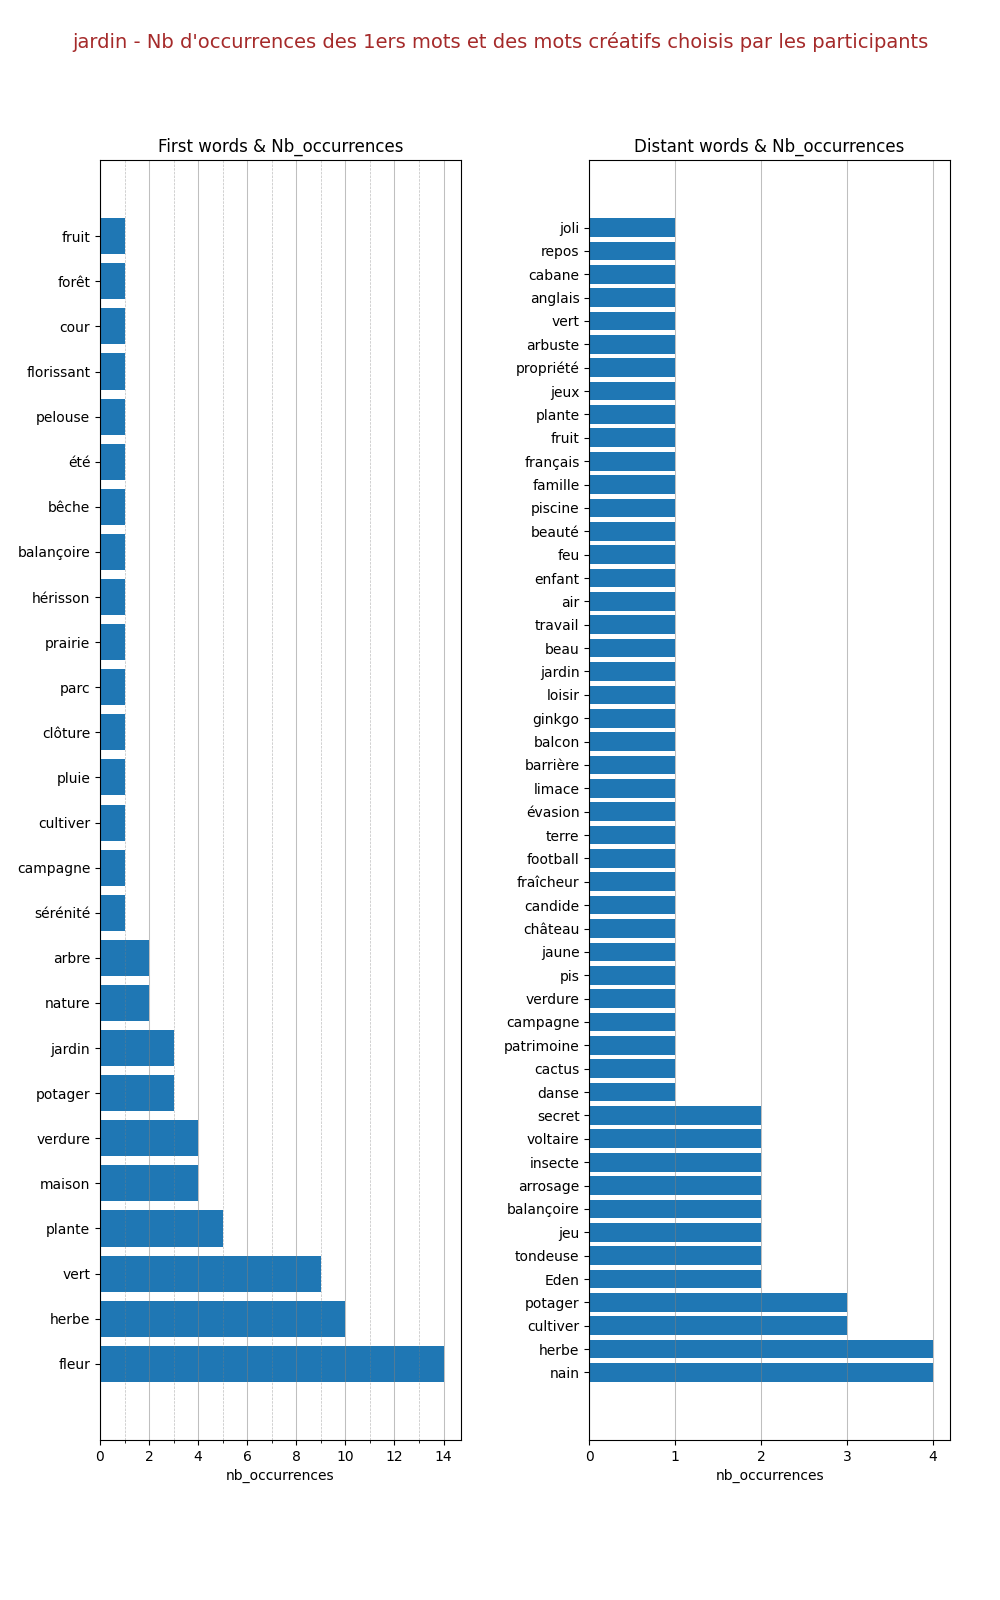 jardin - Nb d'occurrences des 1ers mots et des mots créatifs choisis par les participants
First words & Nb_occurrences
fruit
forêt
cour
florissant
pelouse
été
bêche
balançoire
hérisson
prairie
parc
clôture
pluie
cultiver
campagne
sérénité
arbre
nature
jardin
potager
verdure
maison
plante
vert
herbe
fleur
0 2 4 6 8 10 12 14
nb_occurrences
Distant words & Nb_occurrences
joli
repos
cabane
anglais
vert
arbuste
propriété
jeux
plante
fruit
français
famille
piscine
beauté
feu
enfant
air
travail
beau
jardin
loisir
ginkgo
balcon
barrière
limace
évasion
terre
football
fraîcheur
candide
château
jaune
pis
verdure
campagne
patrimoine
cactus
danse
secret
voltaire
insecte
arrosage
balançoire
jeu
tondeuse
Eden
potager
cultiver
herbe
nain
0 1 2 3 4
nb_occurrences